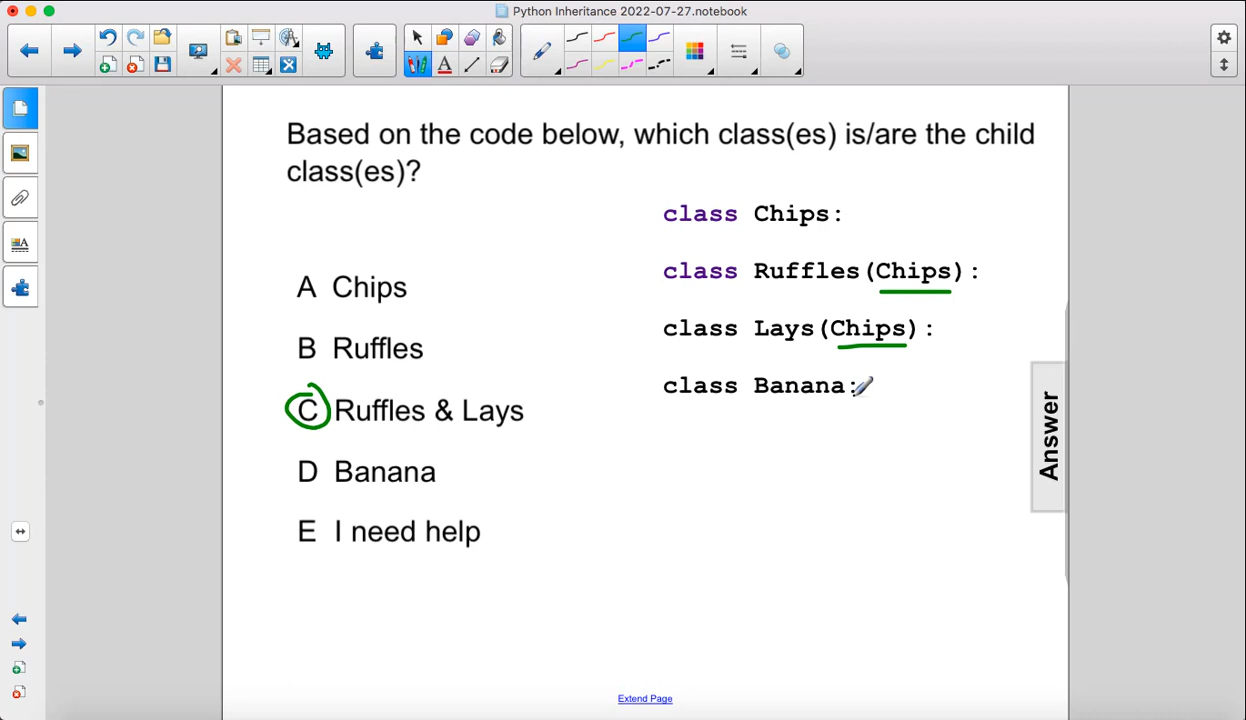 Python Inheritance 2022-07-27.notebook
Based on the code below, which class(es) is/are the child
class(es)?
class Chips:
class Ruffles(Chips):
class Lays(Chips):
class Banana:
A Chips
B Ruffles
C Ruffles & Lays
D Banana
E I need help
Answer
Extend Page